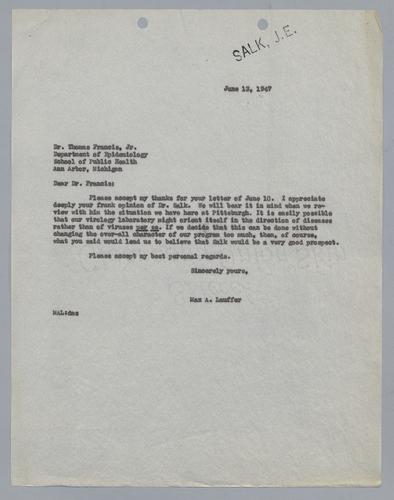 SALK, J.E.
June 13, 1947
Dr. Thomas Francis, Jr.
Department of Epidemiology
School of Public Health
Ann Arbor, Michigan
Dear Dr. Francis:
Please accept my thanks for your letter of June 10. I appreciate
deeply your frank opinion of Dr. Salk. We will bear it in mind when we re-
view with him the situation we have here at Pittsburgh. It is easily possible
that our virology laboratory might orient itself in the direction of diseases
rather than of viruses per se. If we decide that this can be done without
changing the over-all character of our program too much, then, of course,
what you said would lead us to believe that Salk would be a very good prospect.
Please accept my best personal regards.
Sincerely yours,
Max A. Lauffer
MAL:das